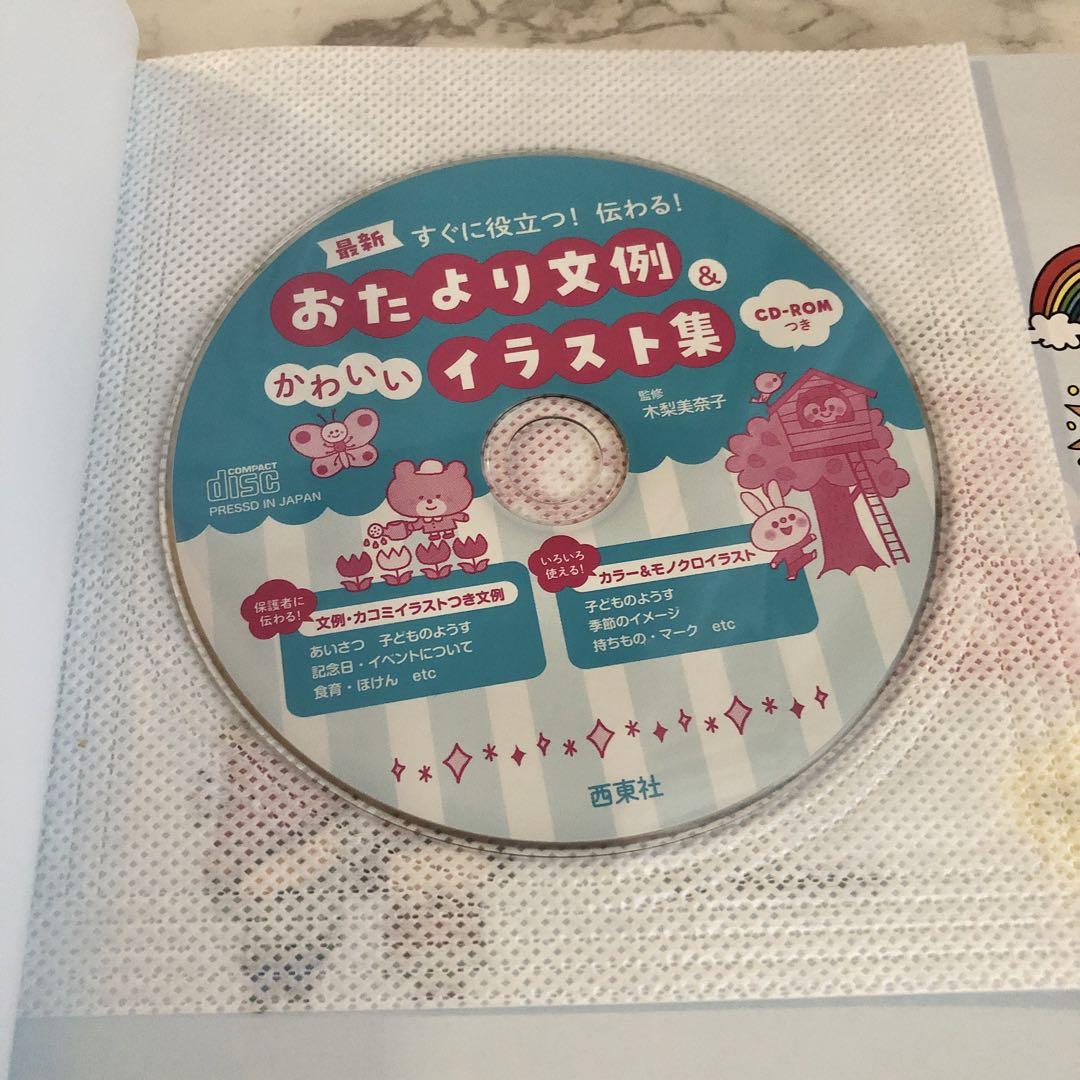 最新 すぐに役立つ! 伝わる!
おたより文例&
かわいい イラスト集
CD-ROM
つき
監修
木梨美奈子
COMPACT
disc
PRESSD IN JAPAN
保護者に
伝わる!
文例・カコミイラストつき文例
あいさつ 子どものようす
記念日・イベントについて
食育・ほけん etc
いろいろ
使える!
カラー&モノクロイラスト
子どものようす
季節のイメージ
持ちもの・マーク etc
西東社